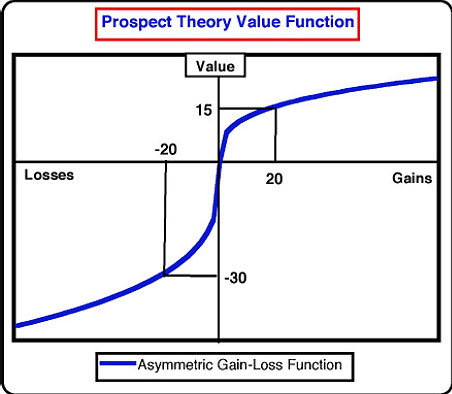 Prospect Theory Value Function
Value
15
-20
Losses
20
Gains
-30
Asymmetric Gain-Loss Function